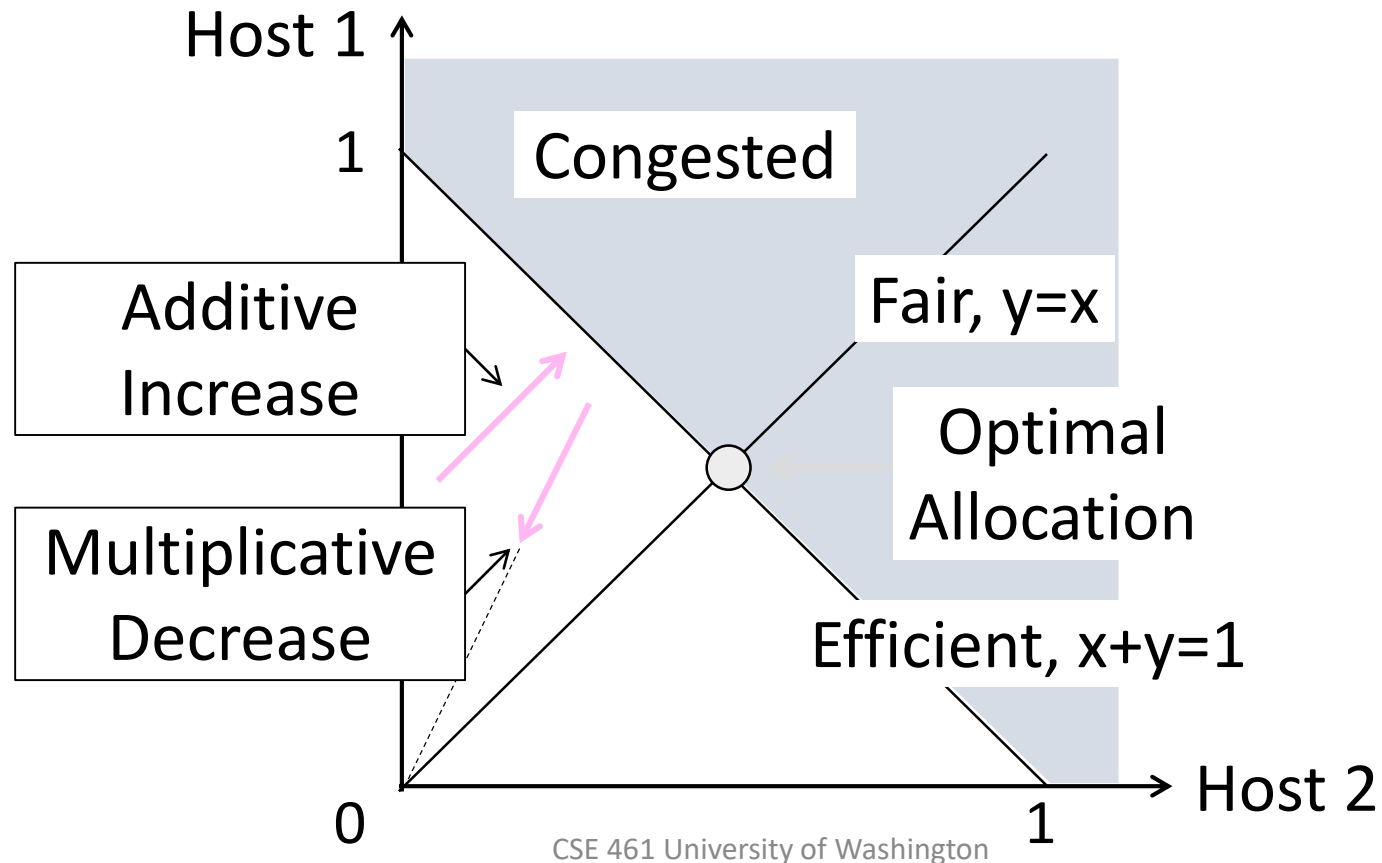 Host 1
1
Congested
Additive
Increase
Fair, y=x
Optimal
Allocation
Multiplicative
Decrease
Efficient, x+y=1
0
1
Host 2
CSE 461 University of Washington